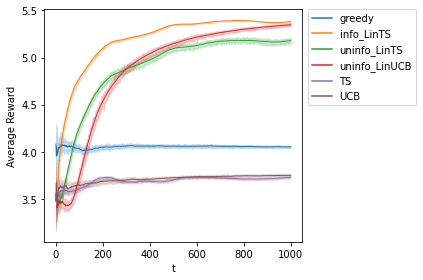 5.5
5.0
4.5
4.0
3.5
Average Reward
0 200 400 600 800 1000
t
greedy
info_LinTS
uninfo_LinTS
uninfo_LinUCB
TS
UCB